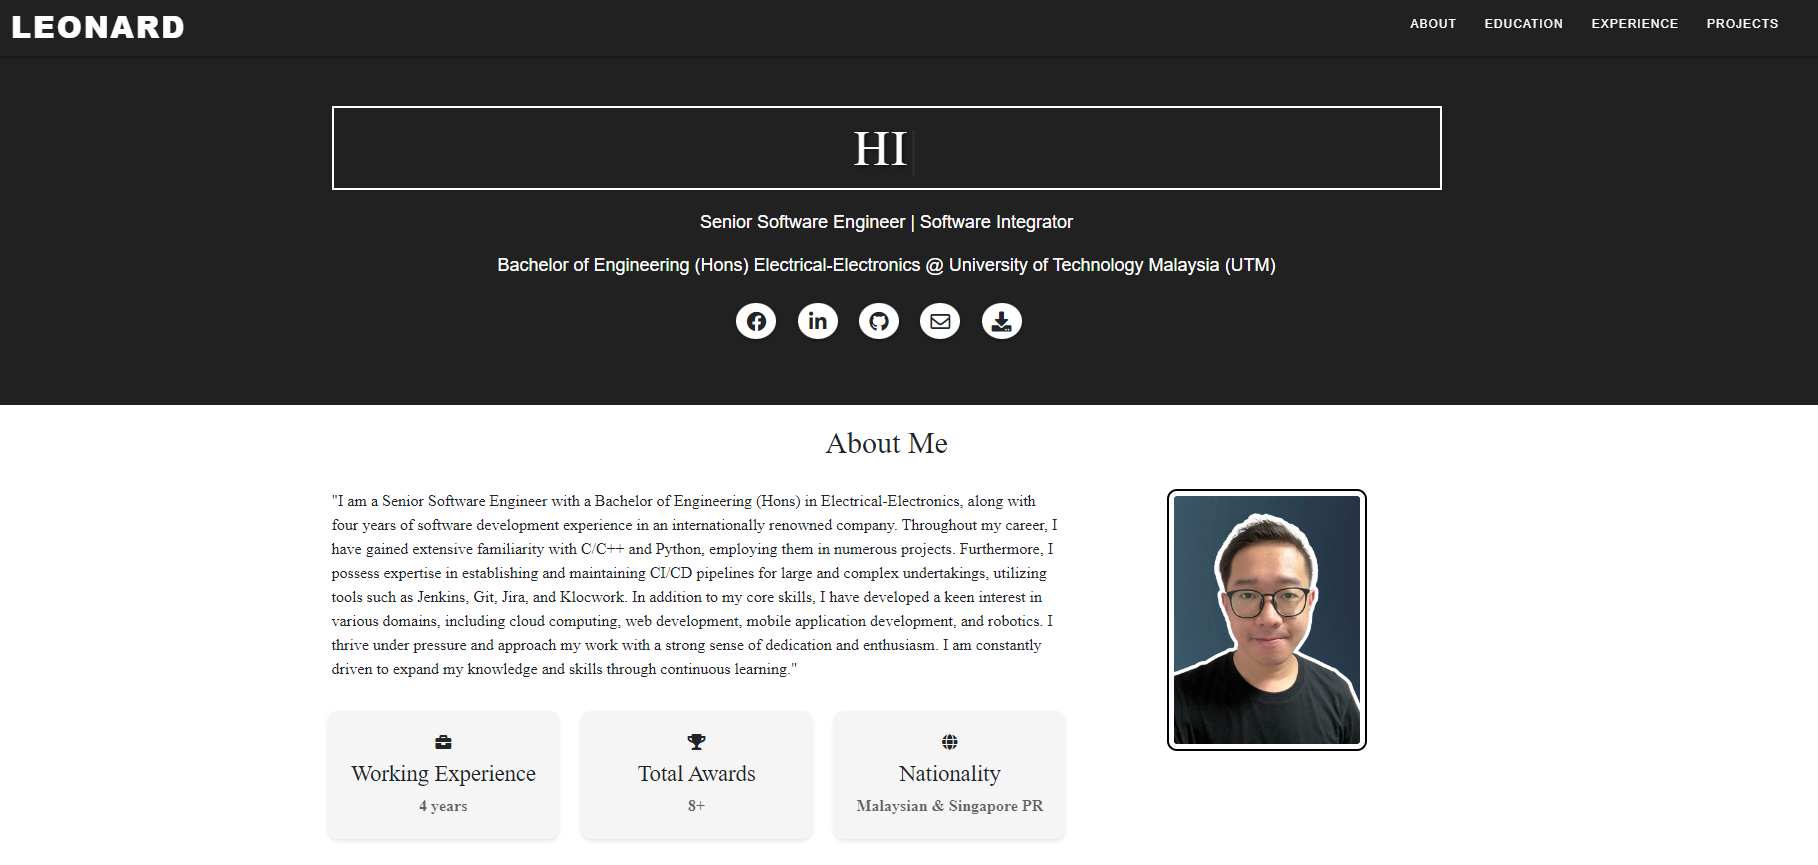 LEONARD
ABOUT EDUCATION EXPERIENCE PROJECTS
HI
Senior Software Engineer | Software Integrator
Bachelor of Engineering (Hons) Electrical-Electronics @ University of Technology Malaysia (UTM)
About Me
"I am a Senior Software Engineer with a Bachelor of Engineering (Hons) in Electrical-Electronics, along with
four years of software development experience in an internationally renowned company. Throughout my career, I
have gained extensive familiarity with C/C++ and Python, employing them in numerous projects. Furthermore, I
possess expertise in establishing and maintaining CI/CD pipelines for large and complex undertakings, utilizing
tools such as Jenkins, Git, Jira, and Klocwork. In addition to my core skills, I have developed a keen interest in
various domains, including cloud computing, web development, mobile application development, and robotics. I
thrive under pressure and approach my work with a strong sense of dedication and enthusiasm. I am constantly
driven to expand my knowledge and skills through continuous learning."
Working Experience
4 years
Total Awards
8+
Nationality
Malaysian & Singapore PR